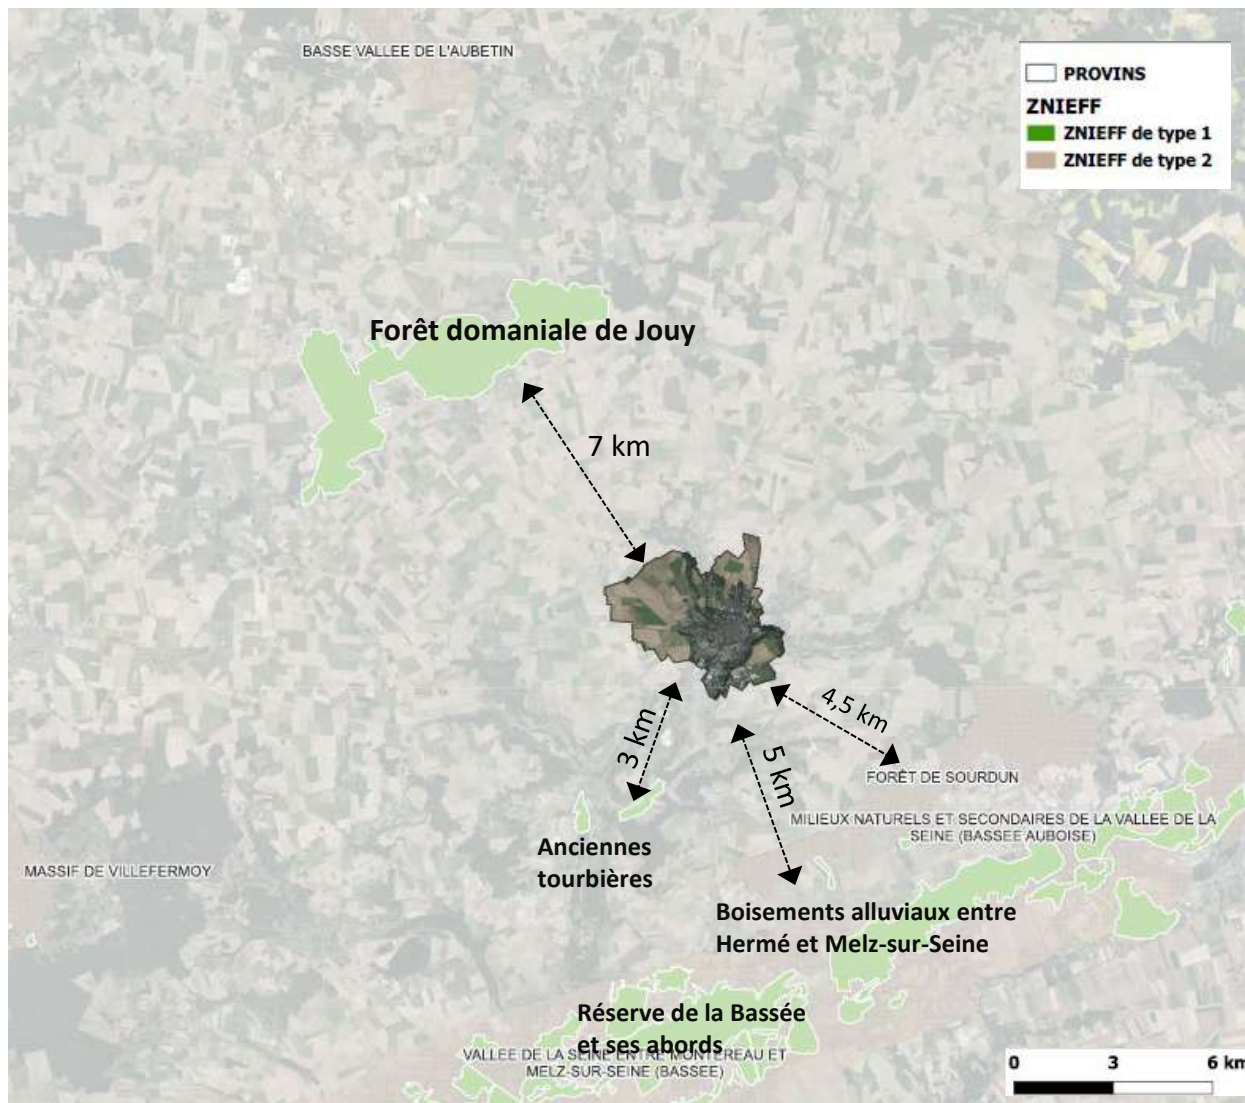 BASSE VALLEE DE L'AUBETIN
PROVINS
ZNIEFF
ZNIEFF de type 1
ZNIEFF de type 2
Forêt domaniale de Jouy
7 km
3 km
5 km
4,5 km
FORÊT DE SOURDUN
MILIEUX NATURELS ET SECONDAIRES DE LA VALLEE DE LA
SEINE (BASSEE AUBOISE)
Anciennes
tourbières
MASSIF DE VILLEFERMOY
Boisements alluviaux entre
Hermé et Melz-sur-Seine
Réserve de la Bassée
et ses abords
VALLEE DE LA SEINE ENTRE MONTEREAU ET
MELZ-SUR-SEINE (BASSEE)
0 3 6 km